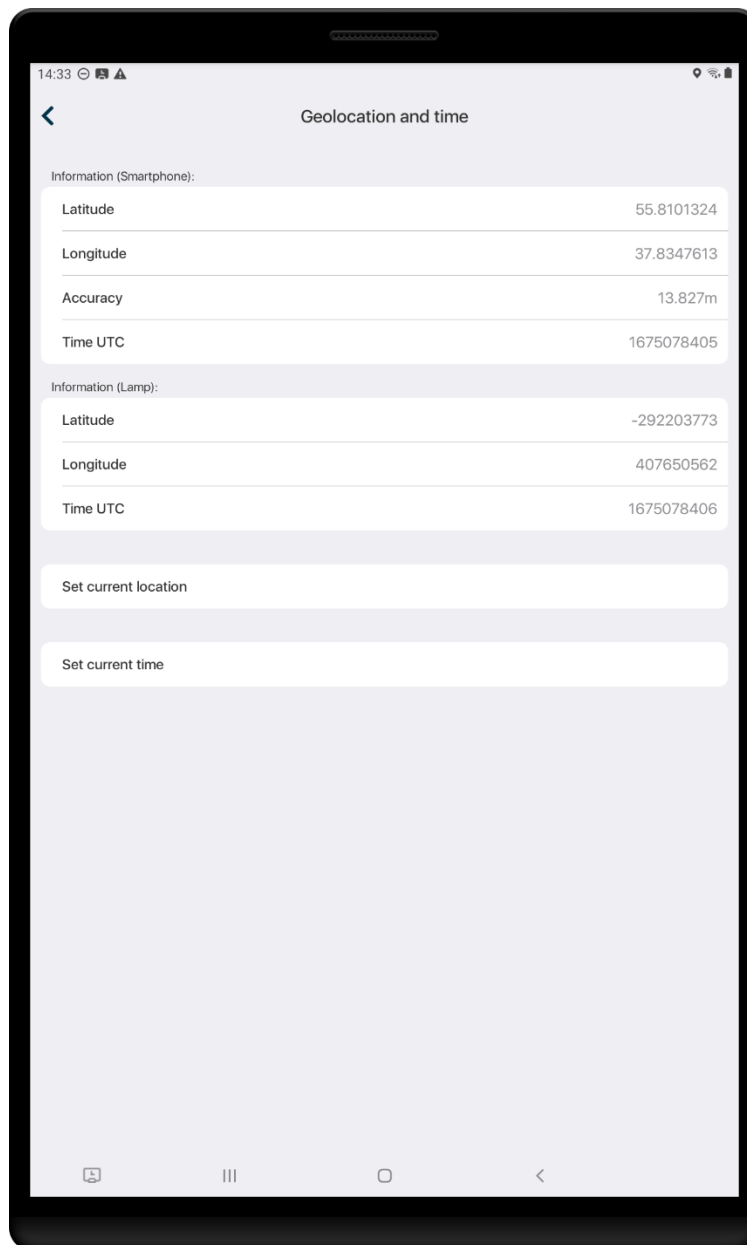 14:33
Geolocation and time
Information (Smartphone):
Latitude 55.8101324
Longitude 37.8347613
Accuracy 13.827m
Time UTC 1675078405
Information (Lamp):
Latitude -292203773
Longitude 407650562
Time UTC 1675078406
Set current location
Set current time